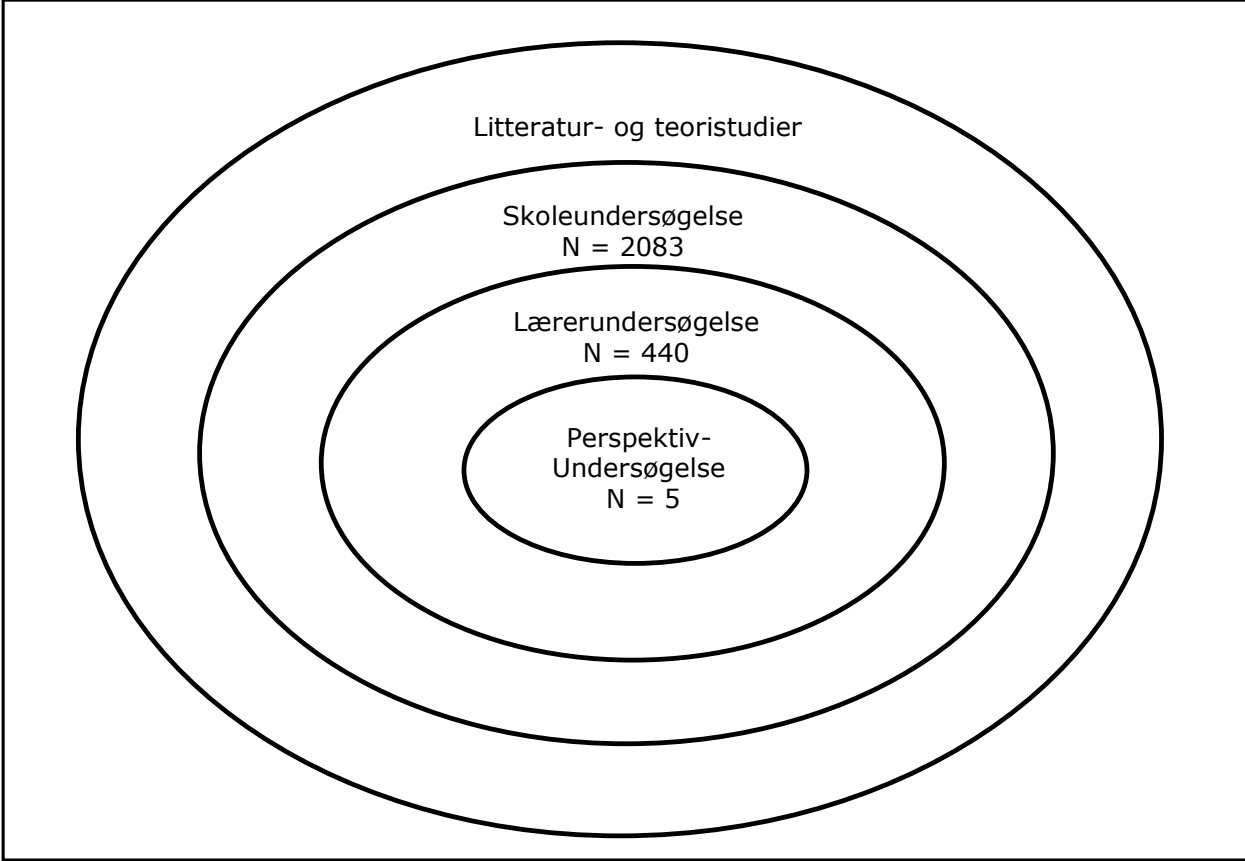 Litteratur- og teoristudier
Skoleundersøgelse
N = 2083
Lærerundersøgelse
N = 440
Perspektiv-
Undersøgelse
N = 5